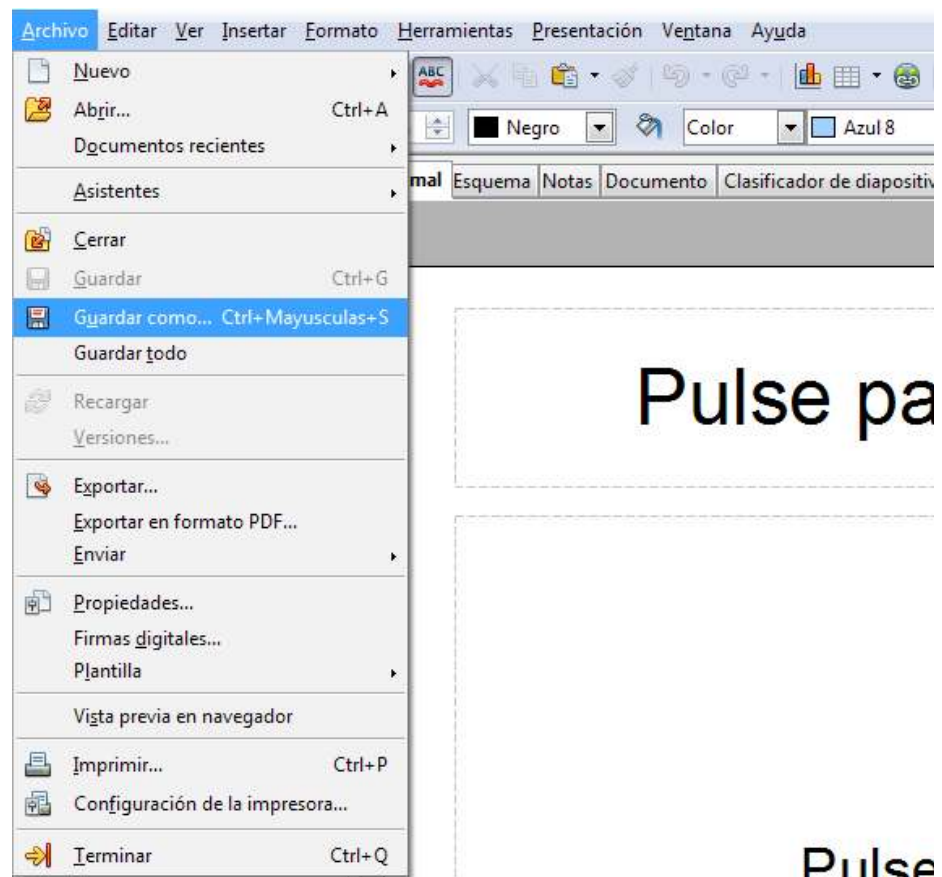 Archivo Editar Ver Insertar Formato Herramientas Presentación Ventana Ayuda
Nuevo
ABC
Abrir... Ctrl+A
Negro Color Azul 8
Documentos recientes
Asistentes
mal Esquema Notas Documento Clasificador de diapositiv
Cerrar
Guardar Ctrl+G
Guardar como... Ctrl+Mayusculas+S
Guardar todo
Recargar
Versiones...
Exportar...
Exportar en formato PDF...
Enviar
Propiedades...
Firmas digitales...
Plantilla
Vista previa en navegador
Imprimir... Ctrl+P
Configuración de la impresora...
Terminar Ctrl+Q
Pulse pa
Pulse